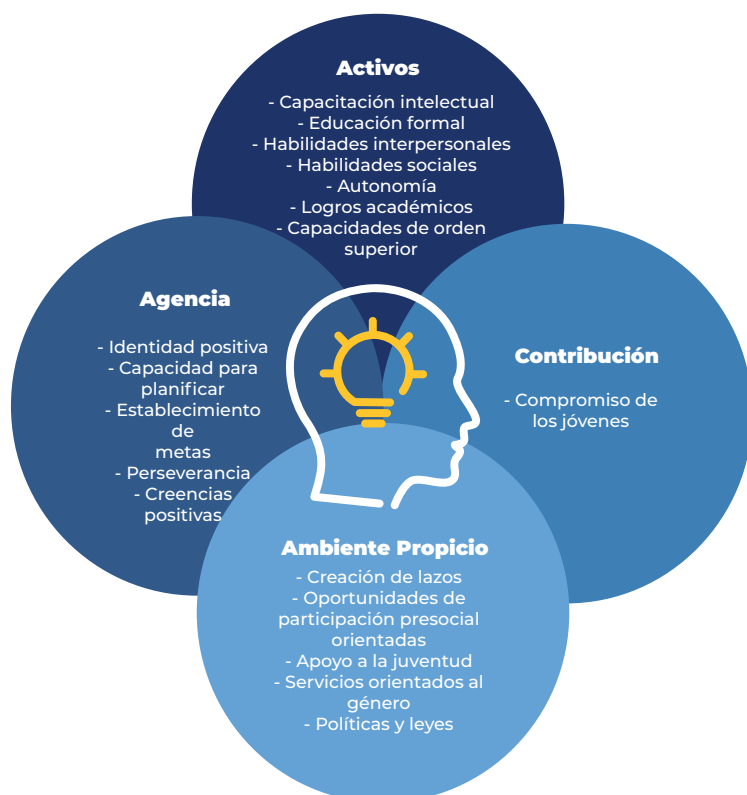 Activos
- Capacitación intelectual
- Educación formal
- Habilidades interpersonales
- Habilidades sociales
- Autonomía
- Logros académicos
- Capacidades de orden
superior
Agencia
- Identidad positiva
- Capacidad para
planificar
- Establecimiento
de
metas
- Perseverancia
- Creencias
positivas
Contribución
- Compromiso de
los jóvenes
Ambiente Propicio
- Creación de lazos
- Oportunidades de
participación presocial
orientadas
- Apoyo a la juventud
- Servicios orientados al
género
- Políticas y leyes